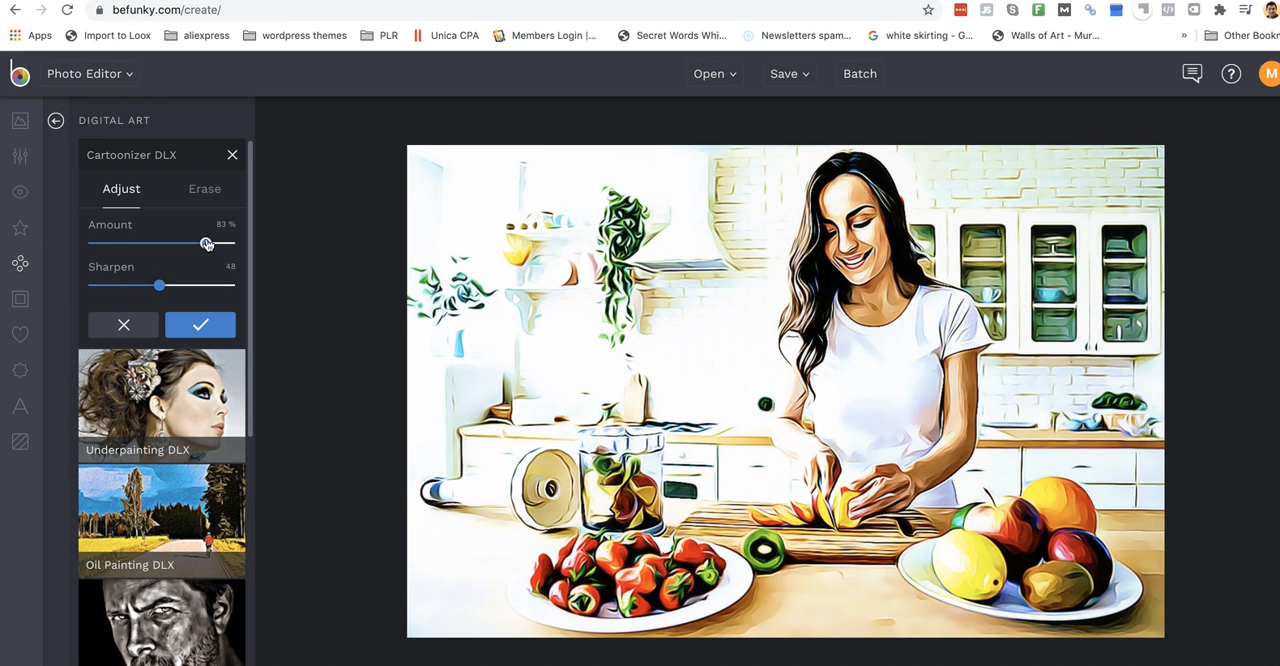 befunky.com/create/
Apps Import to Loox aliexpress wordpress themes PLR Unica CPA Members Login |... Secret Words Whi... Newsletters spam... white skirting - G... Walls of Art - Mur... » Other Bookn
Photo Editor Open Save Batch ? M
DIGITAL ART
Cartoonizer DLX
Adjust Erase
Amount 83 %
Sharpen 48
Underpainting DLX
Oil Painting DLX